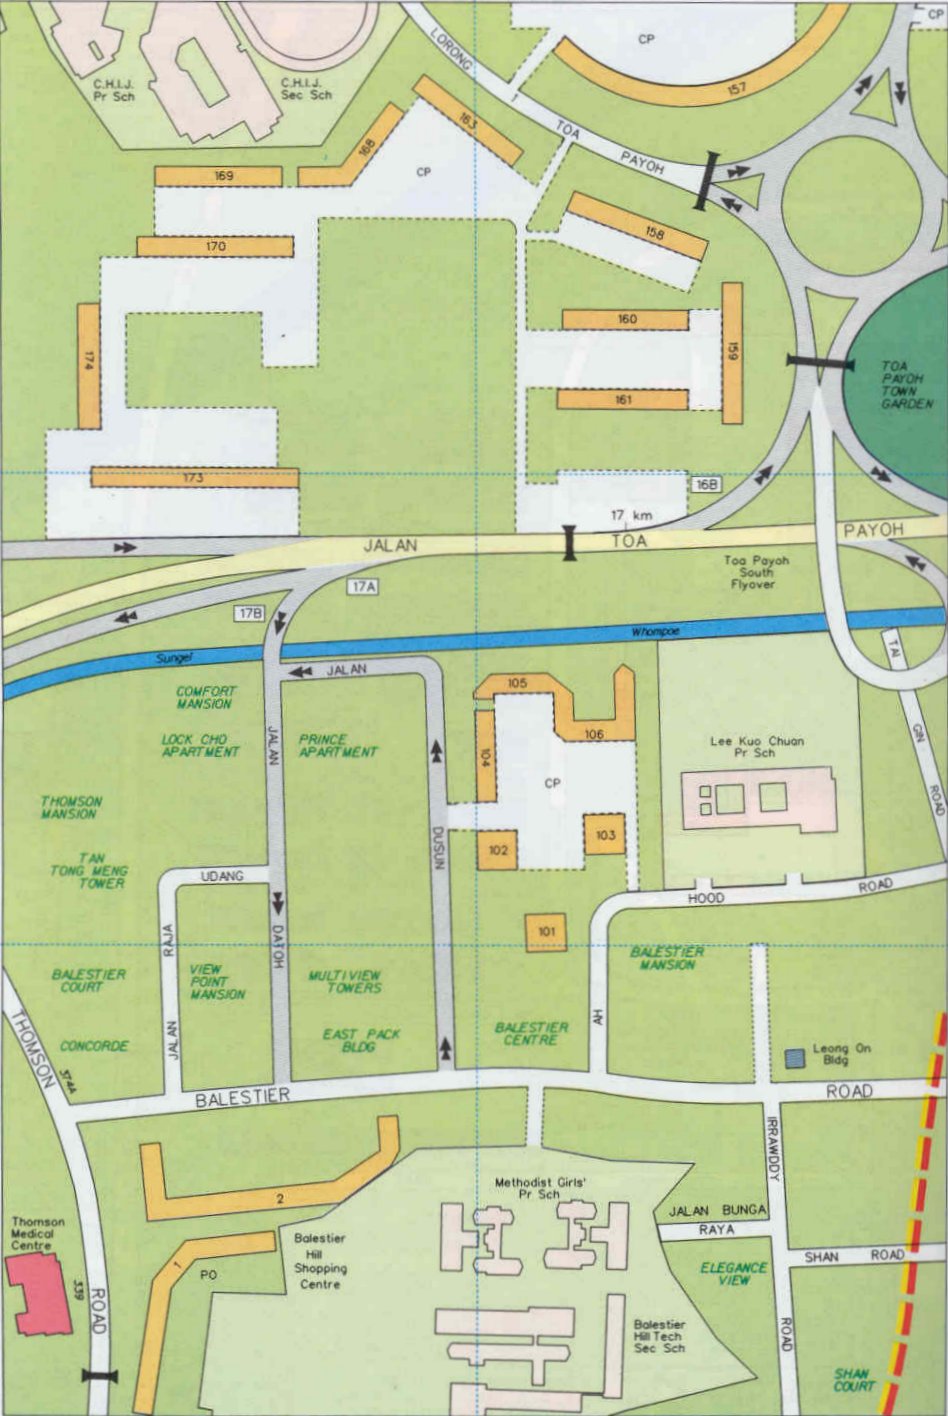 CP
LORONG
CP
157
C.H.I.J.
Pr Sch
C.H.I.J.
Sec Sch
163
TOA
168
PAYOH
CP
169
158
170
160
159
174
161
TOA
PAYOH
TOWN
GARDEN
173
16B
17 km
JALAN
TOA
PAYOH
Toa Payoh
South
Flyover
17A
17B
Sungei
Whompoe
TAI
JALAN
105
COMFORT
MANSION
LOCK CHO
APARTMENT
JALAN
PRINCE
APARTMENT
106
104
Lee Kuo Chuan
Pr Sch
GIN
CP
ROAD
THOMSON
MANSION
DUSUN
103
102
TAN
TONG MENG
TOWER
UDANG
HOOD
ROAD
101
RAJA
DATOH
BALESTIER
MANSION
BALESTIER
COURT
VIEW
POINT
MANSION
MULTIVIEW
TOWERS
AH
THOMSON
CONCORDE
JALAN
EAST PACK
BLDG
BALESTIER
CENTRE
Leong On
Bldg
374A
BALESTIER
ROAD
IRRAWDDY
2
Methodist Girls'
Pr Sch
JALAN BUNGA
RAYA
Thomson
Medical
Centre
Balestier
Hill
Shopping
Centre
SHAN ROAD
1
PO
ELEGANCE
VIEW
339
ROAD
Balestier
Hill Tech
Sec Sch
ROAD
SHAN
COURT